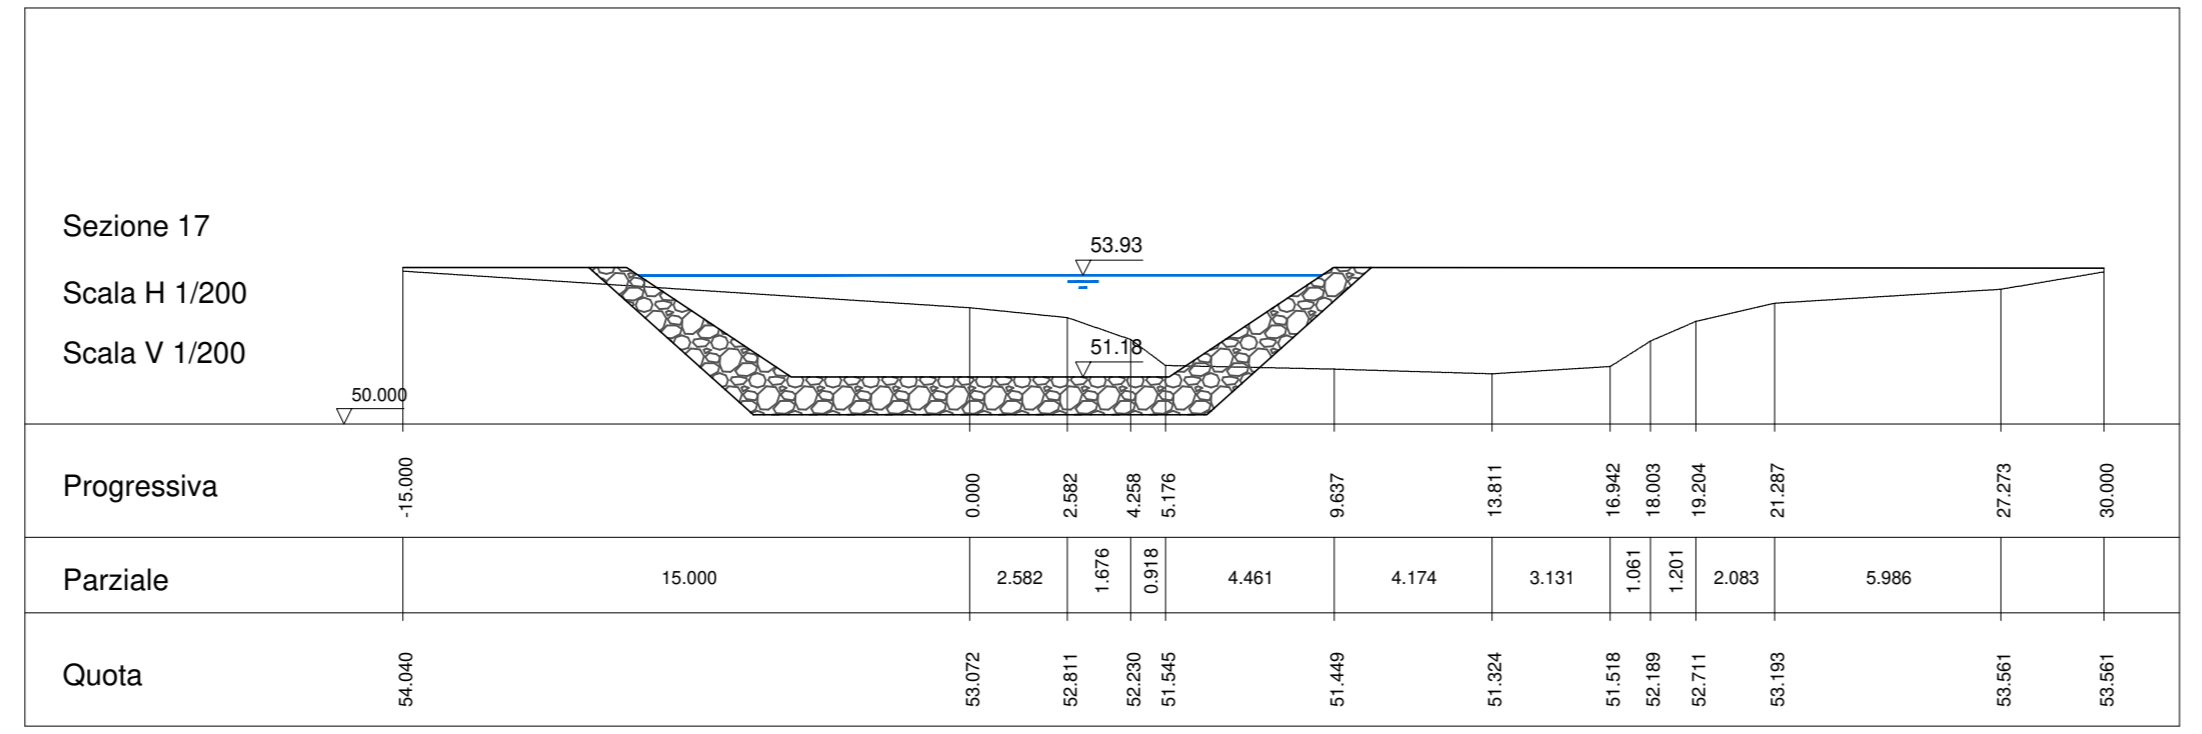 Sezione 17
53.93
Scala H 1/200
Scala V 1/200
51.18
50.000
Progressiva -15.000 0.000 2.582 4.258 5.176 9.637 13.811 16.942 18.003 19.204 21.287 27.273 30.000
Parziale 15.000 2.582 1.676 0.918 4.461 4.174 3.131 1.061 1.201 2.083 5.986
Quota 54.040 53.072 52.811 52.230 51.545 51.449 51.324 51.518 52.189 52.711 53.193 53.561 53.561